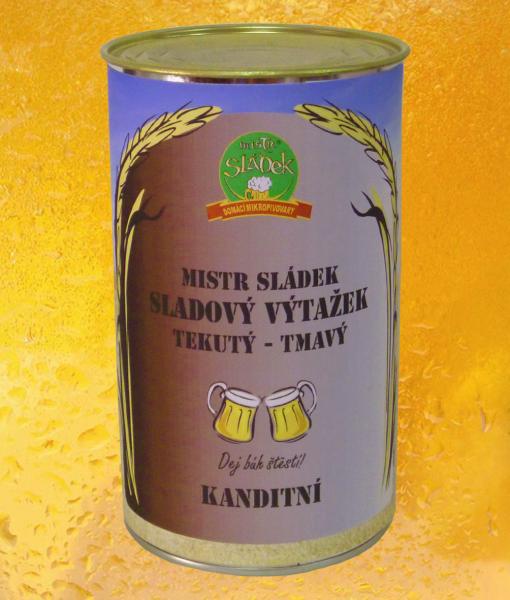 mistr
SLÁDEK
DOMÁCÍ MIKROPIVOVARY
MISTR SLÁDEK
SLADOVÝ VÝTAŽEK
TEKUTÝ - TMAVÝ
Dej bůh štěstí!
KANDITNÍ